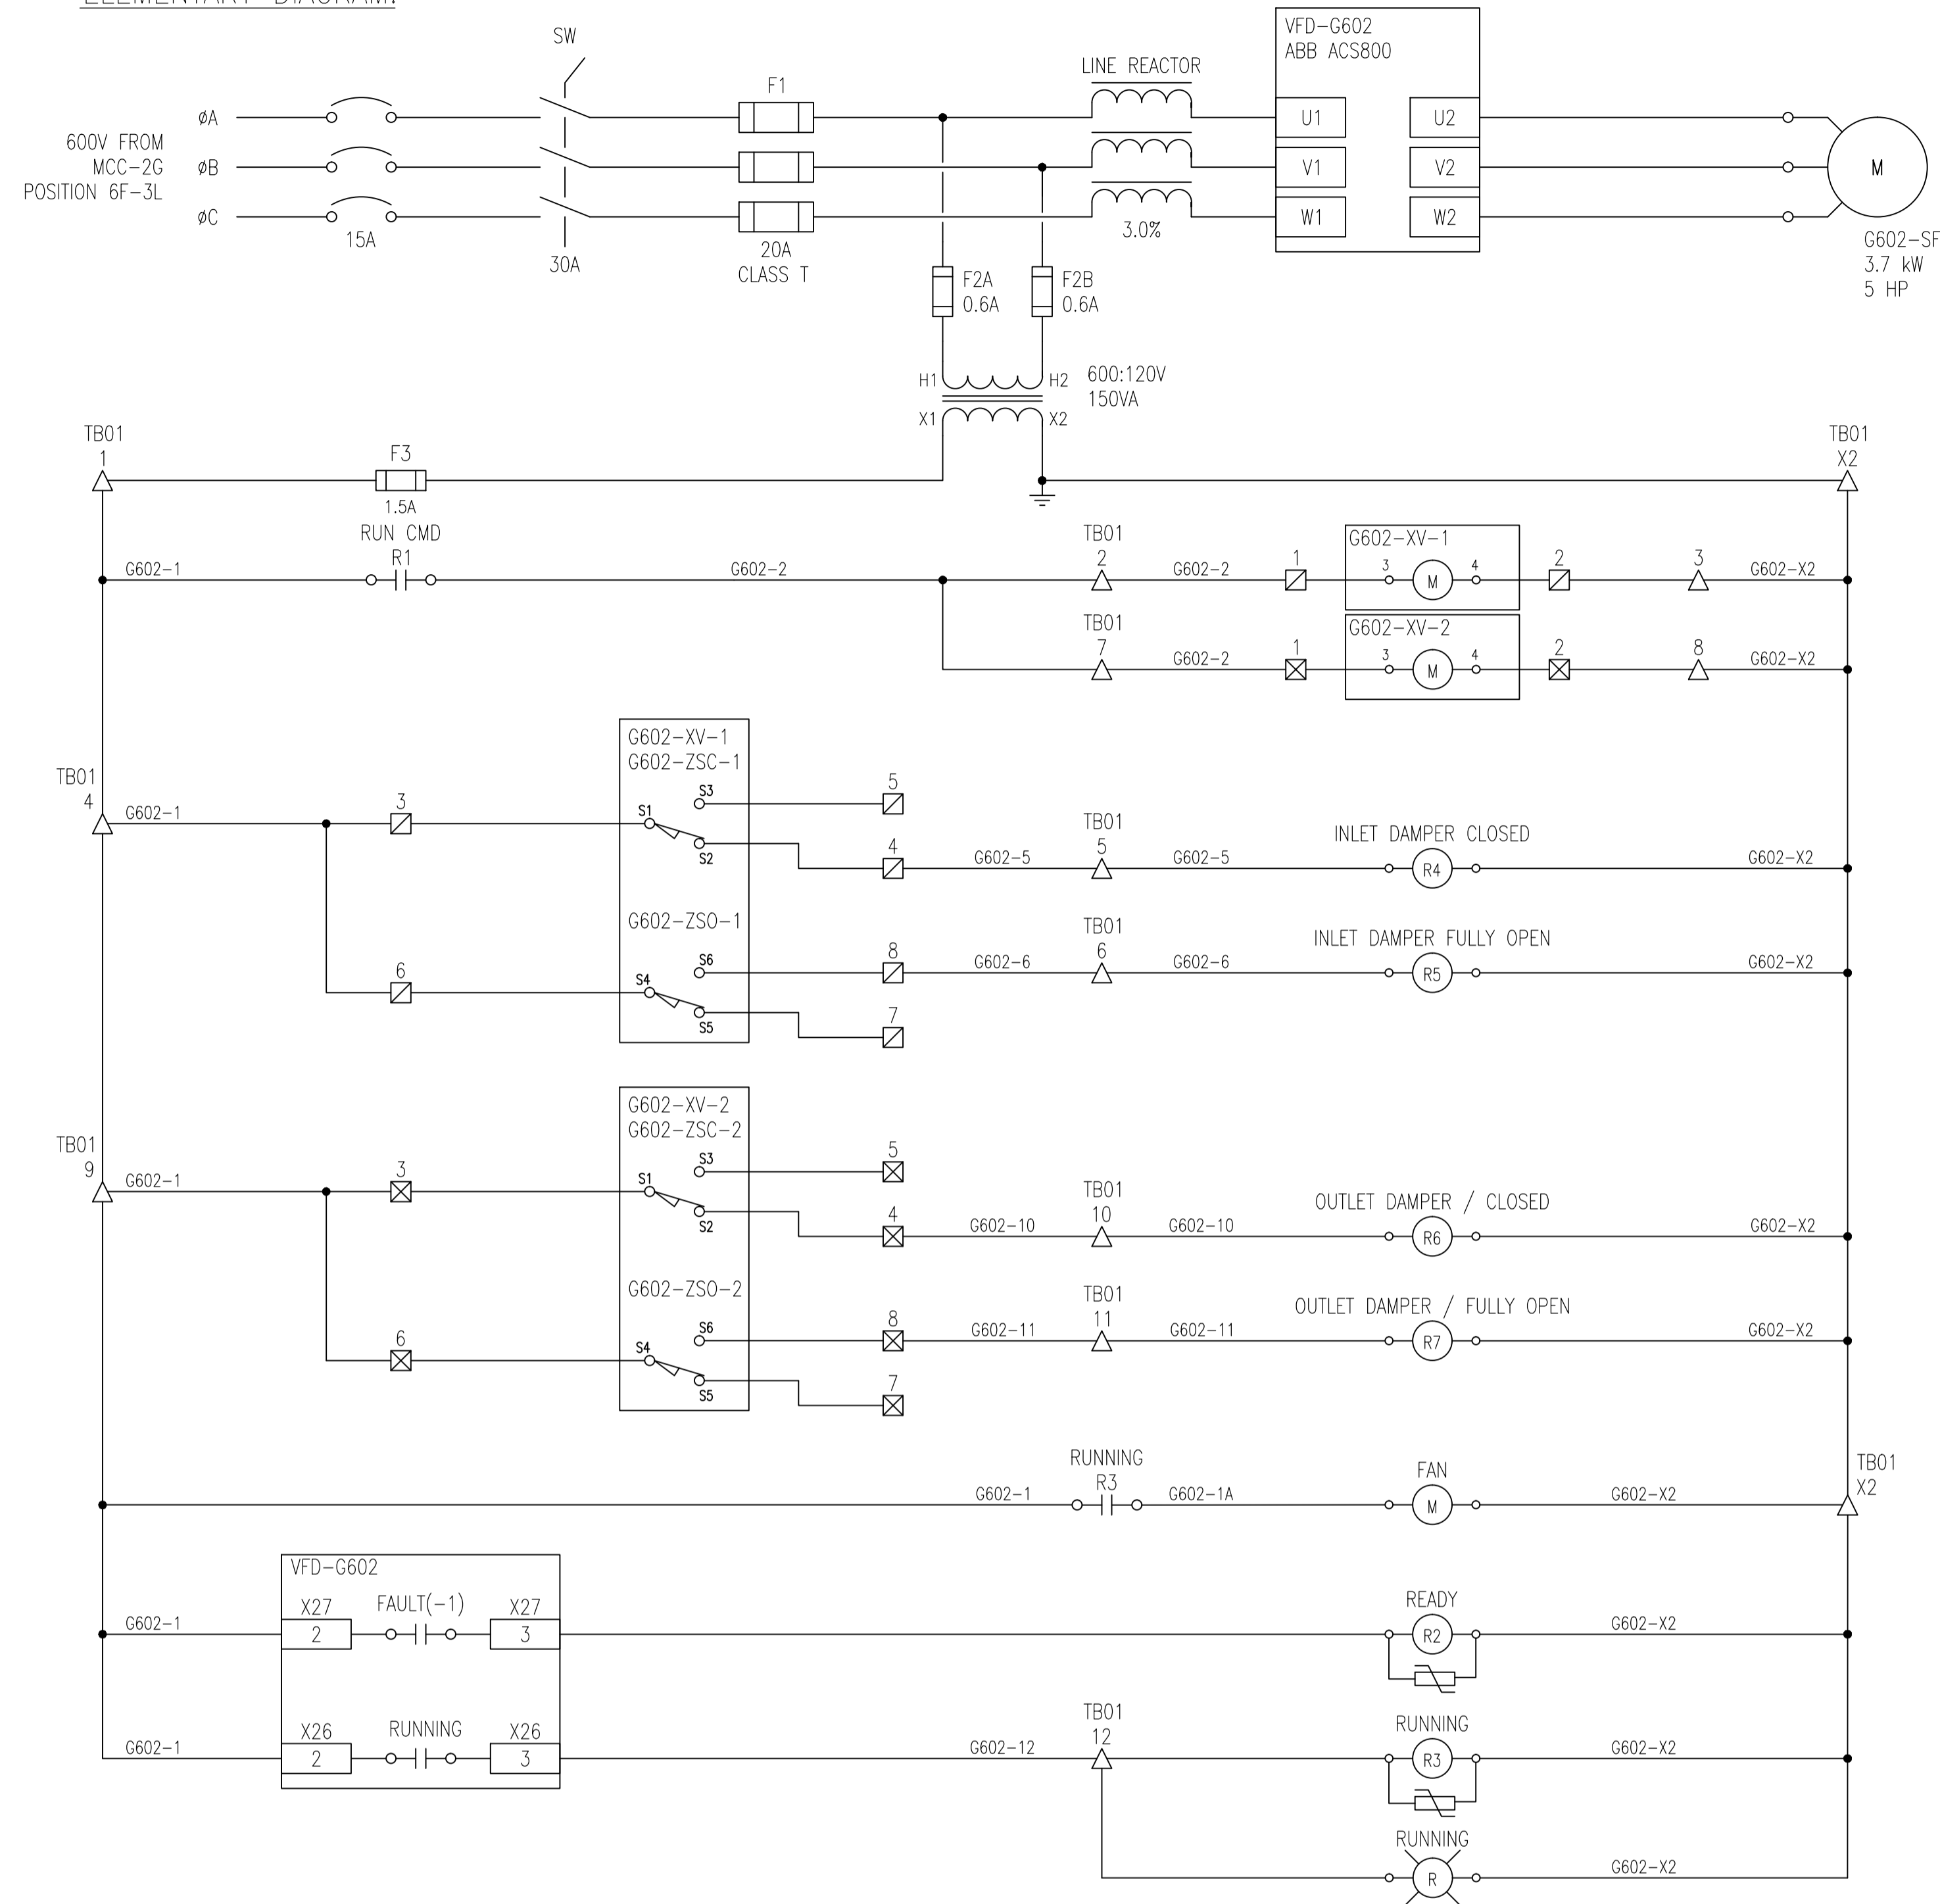 ELEMENTARY DIAGRAM:
SW
VFD-G602
ABB ACS800
LINE REACTOR
F1
600V FROM
MCC-2G
POSITION 6F-3L
øA
øB
øC
15A
30A
20A
CLASS T
3.0%
U1
V1
W1
U2
V2
W2
M
G602-SF
3.7 kW
5 HP
F2A
0.6A
F2B
0.6A
H1
H2
600:120V
150VA
X1
X2
TB01
1
F3
1.5A
TB01
X2
RUN CMD
R1
G602-1
G602-2
TB01
2
G602-2
1
G602-XV-1
3
M
4
2
3
G602-X2
TB01
7
G602-2
1
G602-XV-2
3
M
4
2
8
G602-X2
G602-XV-1
G602-ZSC-1
TB01
4
G602-1
3
S1
S3
S2
5
4
G602-5
TB01
5
G602-5
INLET DAMPER CLOSED
R4
G602-X2
G602-ZSO-1
6
S4
S6
S5
8
G602-6
TB01
6
G602-6
INLET DAMPER FULLY OPEN
R5
G602-X2
7
G602-XV-2
G602-ZSC-2
TB01
9
G602-1
3
S1
S3
S2
5
4
G602-10
TB01
10
G602-10
OUTLET DAMPER / CLOSED
R6
G602-X2
G602-ZSO-2
6
S4
S6
S5
8
G602-11
TB01
11
G602-11
OUTLET DAMPER / FULLY OPEN
R7
G602-X2
7
RUNNING
R3
G602-1
G602-1A
FAN
M
G602-X2
TB01
X2
VFD-G602
G602-1
X27
2
FAULT(-1)
X27
3
READY
R2
G602-X2
G602-1
X26
2
RUNNING
X26
3
G602-12
TB01
12
RUNNING
R3
G602-X2
RUNNING
R
G602-X2